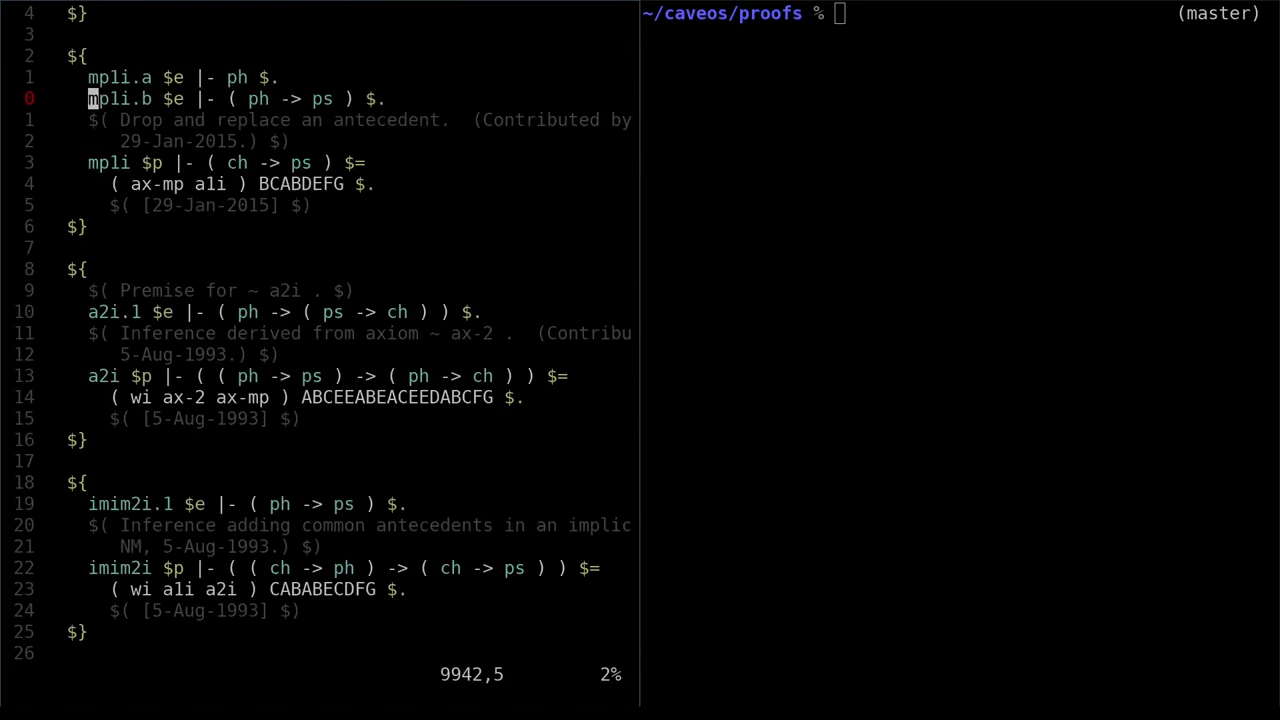 4   $}
3
2   ${
1     mp1i.a $e |- ph $.
0     mp1i.b $e |- ( ph -> ps ) $.
1     $( Drop and replace an antecedent.  (Contributed by
2        29-Jan-2015.) $)
3     mp1i $p |- ( ch -> ps ) $=
4       ( ax-mp a1i ) BCABDEFG $.
5       $( [29-Jan-2015] $)
6   $}
7
8   ${
9     $( Premise for ~ a2i . $)
10     a2i.1 $e |- ( ph -> ( ps -> ch ) ) $.
11     $( Inference derived from axiom ~ ax-2 .  (Contribu
12        5-Aug-1993.) $)
13     a2i $p |- ( ( ph -> ps ) -> ( ph -> ch ) ) $=
14       ( wi ax-2 ax-mp ) ABCEEABEACEEDABCFG $.
15       $( [5-Aug-1993] $)
16   $}
17
18   ${
19     imim2i.1 $e |- ( ph -> ps ) $.
20     $( Inference adding common antecedents in an implic
21        NM, 5-Aug-1993.) $)
22     imim2i $p |- ( ( ch -> ph ) -> ( ch -> ps ) ) $=
23       ( wi a1i a2i ) CABABECDFG $.
24       $( [5-Aug-1993] $)
25   $}
26
9942,5   2%
~/caveos/proofs %   (master)